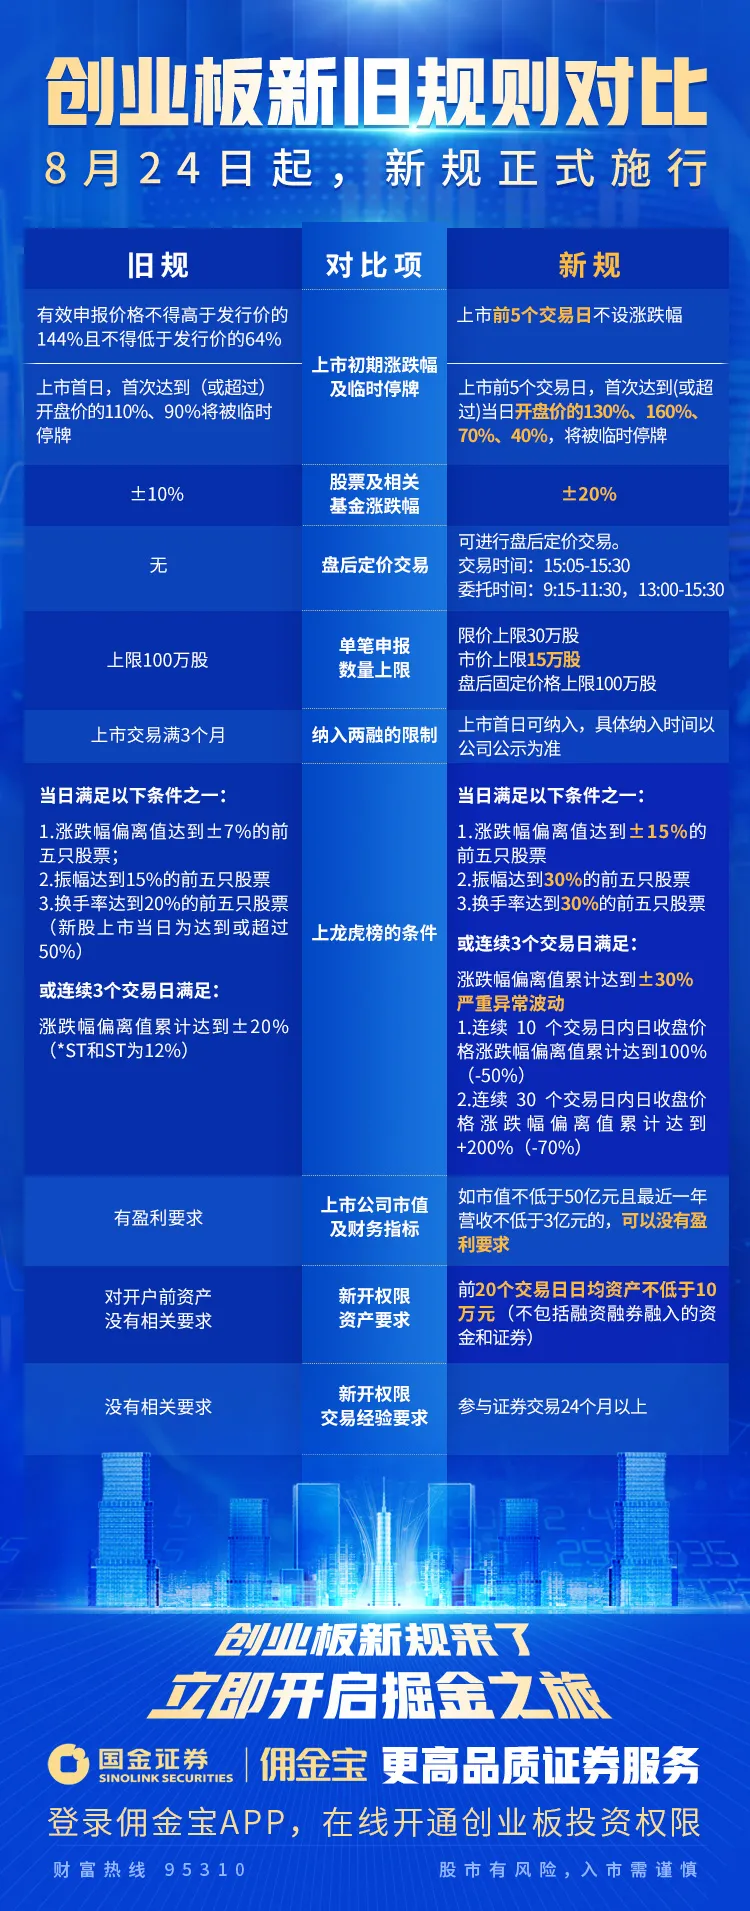 创业板新旧规则对比
8月24日起，新规正式施行
旧规
对比项
新规
有效申报价格不得高于发行价的
144%且不得低于发行价的64%
上市首日，首次达到（或超过）
开盘价的110%、90%将被临时
停牌
上市初期涨跌幅
及临时停牌
上市前5个交易日不设涨跌幅
上市前5个交易日，首次达到(或超
过)当日开盘价的130%、160%、
70%、40%，将被临时停牌
±10%
股票及相关
基金涨跌幅
±20%
无
盘后定价交易
可进行盘后定价交易。
交易时间：15:05-15:30
委托时间：9:15-11:30，13:00-15:30
上限100万股
单笔申报
数量上限
限价上限30万股
市价上限15万股
盘后固定价格上限100万股
上市交易满3个月
纳入两融的限制
上市首日可纳入，具体纳入时间以
公司公示为准
当日满足以下条件之一：
1.涨跌幅偏离值达到±7%的前
五只股票；
2.振幅达到15%的前五只股票
3.换手率达到20%的前五只股票
（新股上市当日为达到或超过
50%）
或连续3个交易日满足：
涨跌幅偏离值累计达到±20%
（*ST和ST为12%）
上龙虎榜的条件
当日满足以下条件之一：
1.涨跌幅偏离值达到±15%的
前五只股票
2.振幅达到30%的前五只股票
3.换手率达到30%的前五只股票
或连续3个交易日满足：
涨跌幅偏离值累计达到±30%
严重异常波动
1.连续 10 个交易日内日收盘价
格涨跌幅偏离值累计达到100%
（-50%）
2.连续 30 个交易日内日收盘价
格涨跌幅偏离值累计达到
+200%（-70%）
有盈利要求
上市公司市值
及财务指标
如市值不低于50亿元且最近一年
营收不低于3亿元的，可以没有盈
利要求
对开户前资产
没有相关要求
新开权限
资产要求
前20个交易日日均资产不低于10
万元（不包括融资融券融入的资
金和证券）
没有相关要求
新开权限
交易经验要求
参与证券交易24个月以上
创业板新规来了
立即开启掘金之旅
国金证券
SINOLINK SECURITIES
佣金宝
更高品质证券服务
登录佣金宝APP，在线开通创业板投资权限
财富热线 95310
股市有风险,入市需谨慎